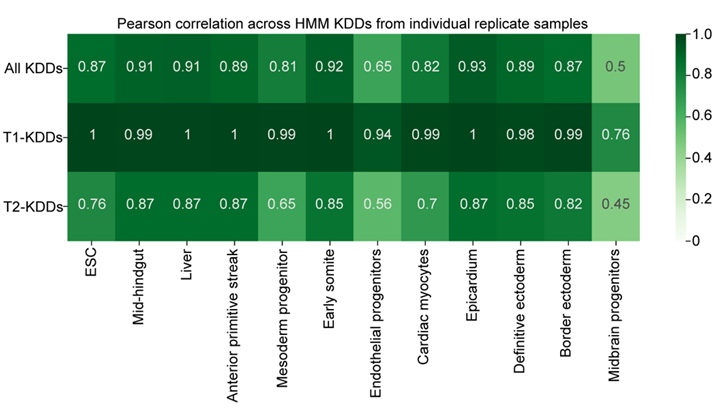 Pearson correlation across HMM KDDs from individual replicate samples
All KDDs 0.87 0.91 0.91 0.89 0.81 0.92 0.65 0.82 0.93 0.89 0.87 0.5
T1-KDDs 1 0.99 1 1 0.99 1 0.94 0.99 1 0.98 0.99 0.76
T2-KDDs 0.76 0.87 0.87 0.87 0.65 0.85 0.56 0.7 0.87 0.85 0.82 0.45
1.0
0.8
0.6
0.4
0.2
0
ESC
Mid-hindgut
Liver
Anterior primitive streak
Mesoderm progenitor
Early somite
Endothelial progenitors
Cardiac myocytes
Epicardium
Definitive ectoderm
Border ectoderm
Midbrain progenitors